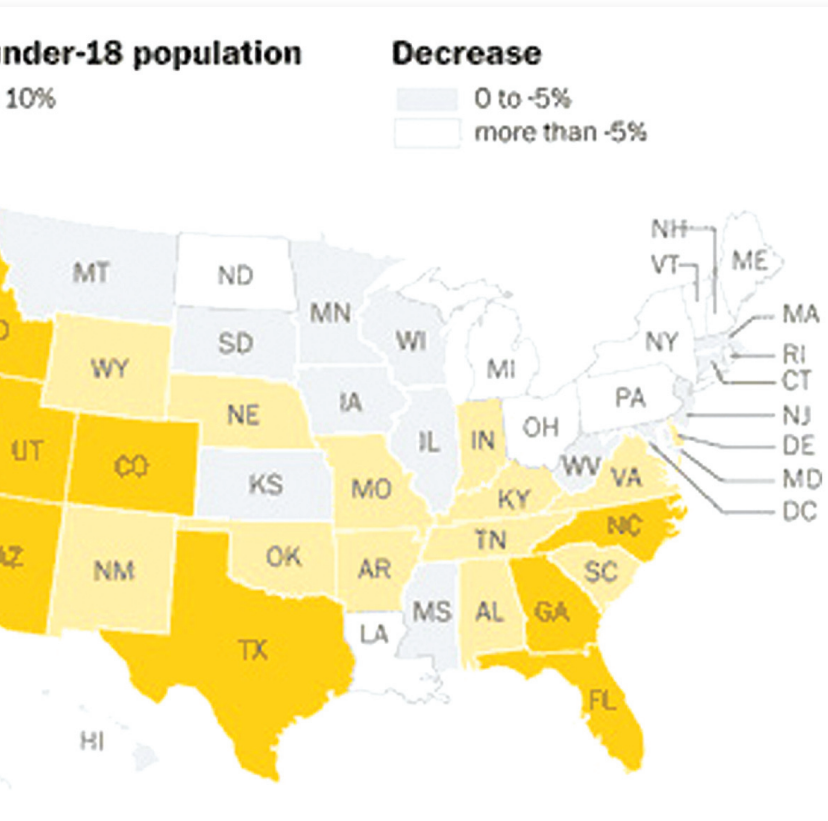 under-18 population
Decrease
10%
0 to -5%
more than -5%
NH
VT
ME
MT
ND
MN
MA
SD
WI
NY
RI
WY
MI
CT
IA
PA
NE
NJ
IL
IN
OH
DE
UT
CO
WV
KS
MO
VA
MD
KY
DC
NC
TN
AZ
NM
OK
AR
SC
MS
AL
GA
LA
TX
FL
HI